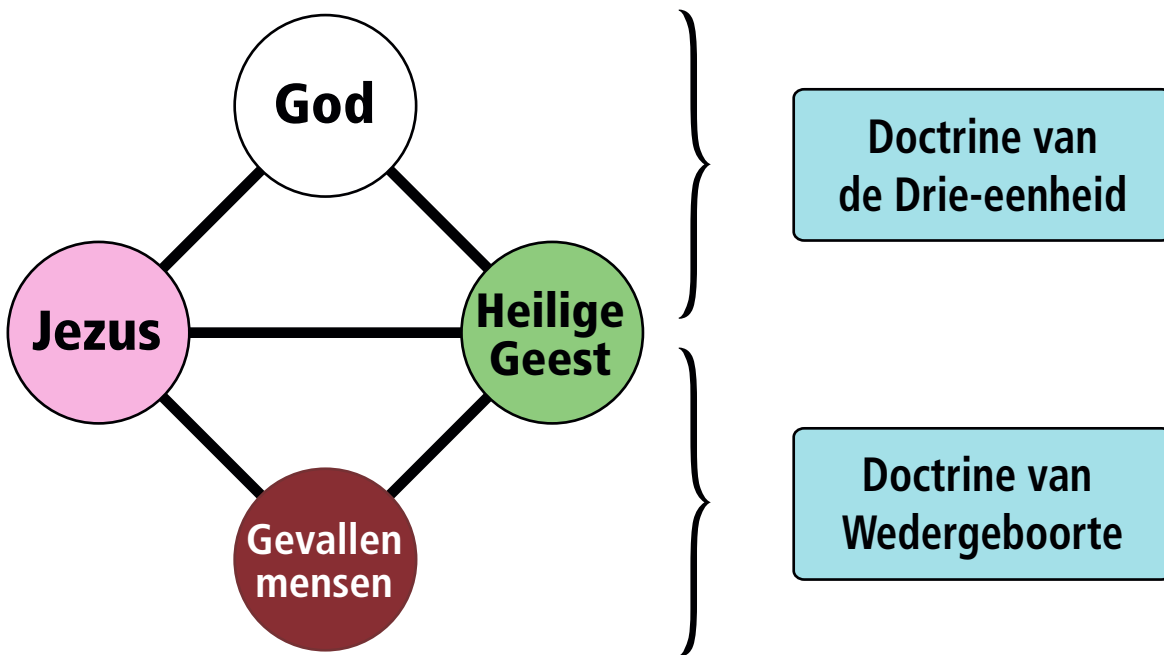 God
Doctrine van
de Drie-eenheid
Jezus
Heilige
Geest
Doctrine van
Wedergeboorte
Gevallen
mensen